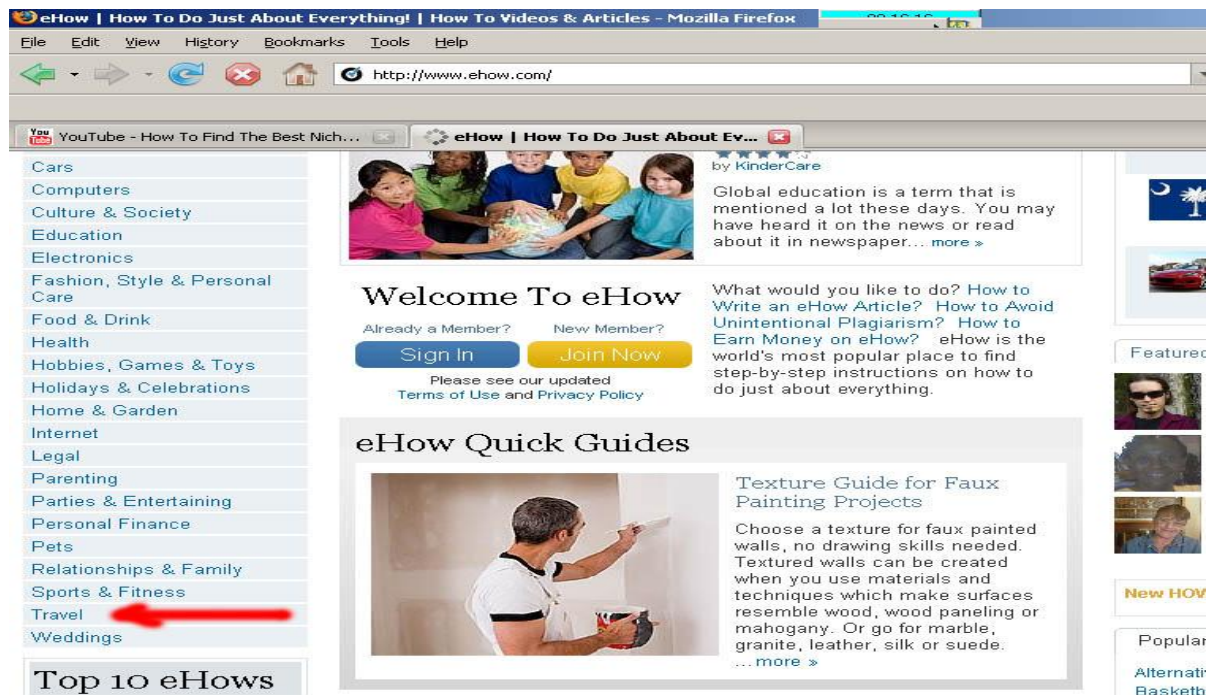 eHow | How To Do Just About Everything! | How To Videos & Articles - Mozilla Firefox
File Edit View History Bookmarks Tools Help
http://www.ehow.com/
You Tube YouTube - How To Find The Best Nich...
eHow | How To Do Just About Ev...
Cars
Computers
Culture & Society
Education
Electronics
Fashion, Style & Personal
Care
Food & Drink
Health
Hobbies, Games & Toys
Holidays & Celebrations
Home & Garden
Internet
Legal
Parenting
Parties & Entertaining
Personal Finance
Pets
Relationships & Family
Sports & Fitness
Travel
Weddings
Top 10 eHows
by KinderCare
Global education is a term that is
mentioned a lot these days. You may
have heard it on the news or read
about it in newspaper... more »
Welcome To eHow
Already a Member? New Member?
Sign In Join Now
Please see our updated
Terms of Use and Privacy Policy
What would you like to do? How to
Write an eHow Article? How to Avoid
Unintentional Plagiarism? How to
Earn Money on eHow? eHow is the
world's most popular place to find
step-by-step instructions on how to
do just about everything.
eHow Quick Guides
Texture Guide for Faux
Painting Projects
Choose a texture for faux painted
walls, no drawing skills needed.
Textured walls can be created
when you use materials and
techniques which make surfaces
resemble wood, wood paneling or
mahogany. Or go for marble,
granite, leather, silk or suede.
...more »
Featured
New HOW
Popular
Alternati
Basketb